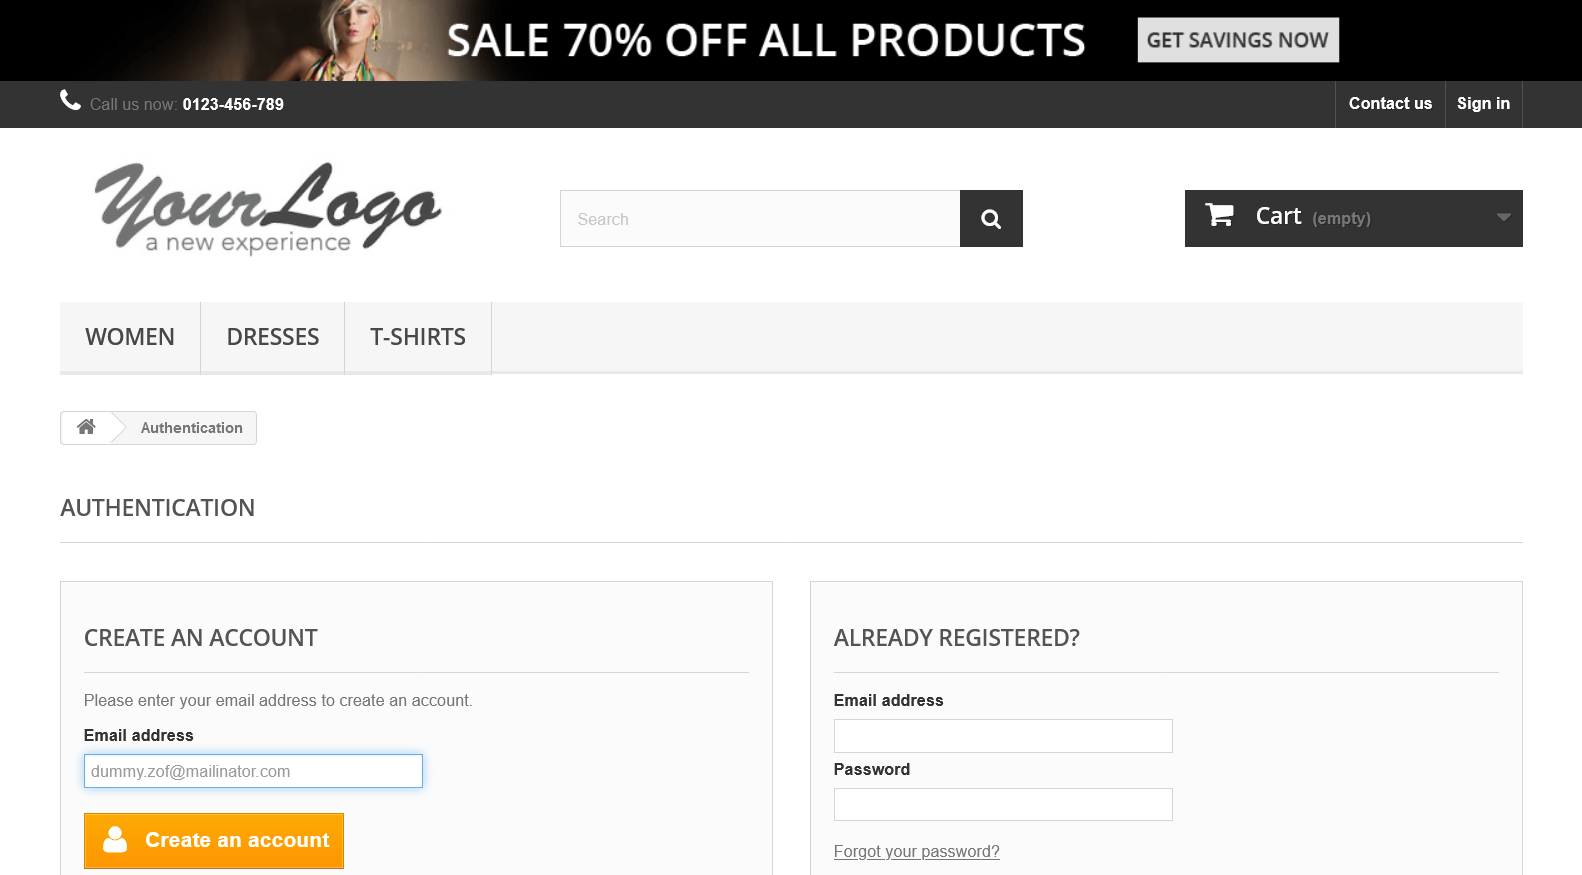 SALE 70% OFF ALL PRODUCTS
GET SAVINGS NOW
Call us now: 0123-456-789
Contact us
Sign in
Your Logo
a new experience
Search
Cart (empty)
WOMEN
DRESSES
T-SHIRTS
Authentication
AUTHENTICATION
CREATE AN ACCOUNT
Please enter your email address to create an account.
Email address
dummy.zof@mailinator.com
Create an account
ALREADY REGISTERED?
Email address
Password
Forgot your password?